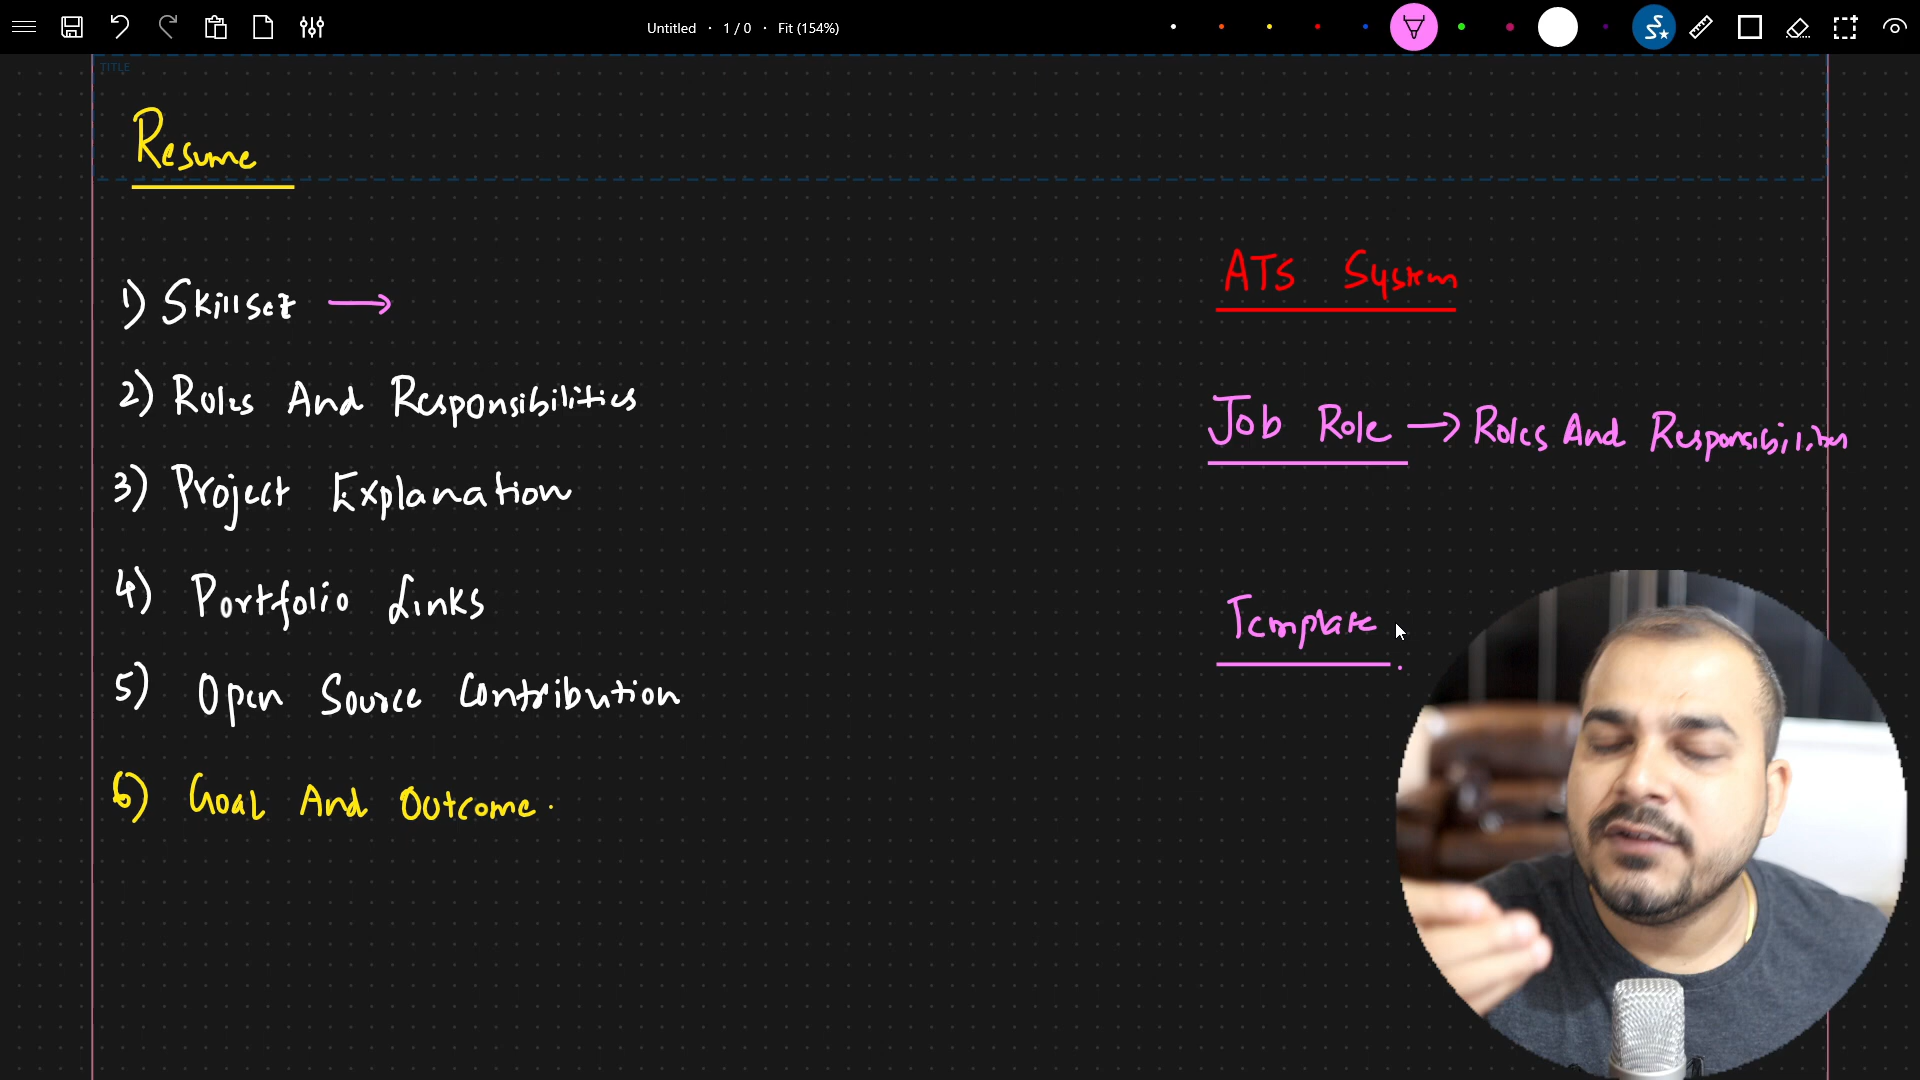 Untitled · 1 / 0 · Fit (154%)
TITLE
Resume
ATS System
1) Skillset →
2) Roles And Responsibilities
Job Role → Roles And Responsibilities
3) Project Explanation
4) Portfolio Links
Template .
5) Open Source Contribution
6) Goal And Outcome.